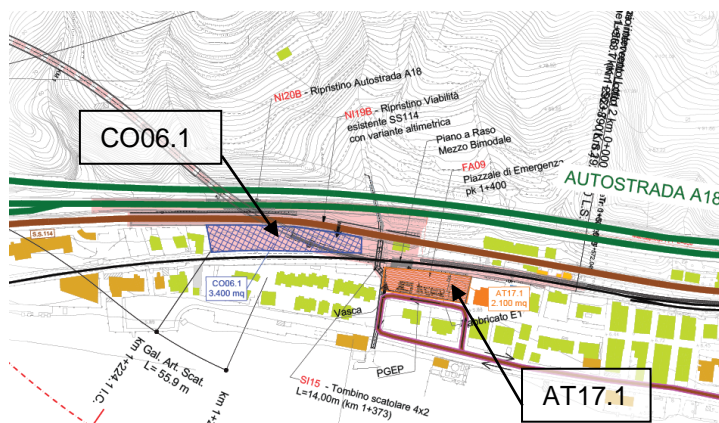 NI20B - Ripristino Autostrada A18
NI19B - Ripristino Viabilità
esistente SS114
con variante altimetrica
Piano a Raso
Mezzo Bimodale
FA09
Piazzale di Emergenza
pk 1+400
AUTOSTRADA A18
CO06.1
S.S.114
CO06.1
3.400 mq
AT17.1
2.100 mq
Vasca
Fabbricato E1
PGEP
km 1+224.1 I.C.
Gal. Art. Scat.
L= 55.9 m
SI15 - Tombino scatolare 4x2
L=14.00m (km 1+373)
AT17.1